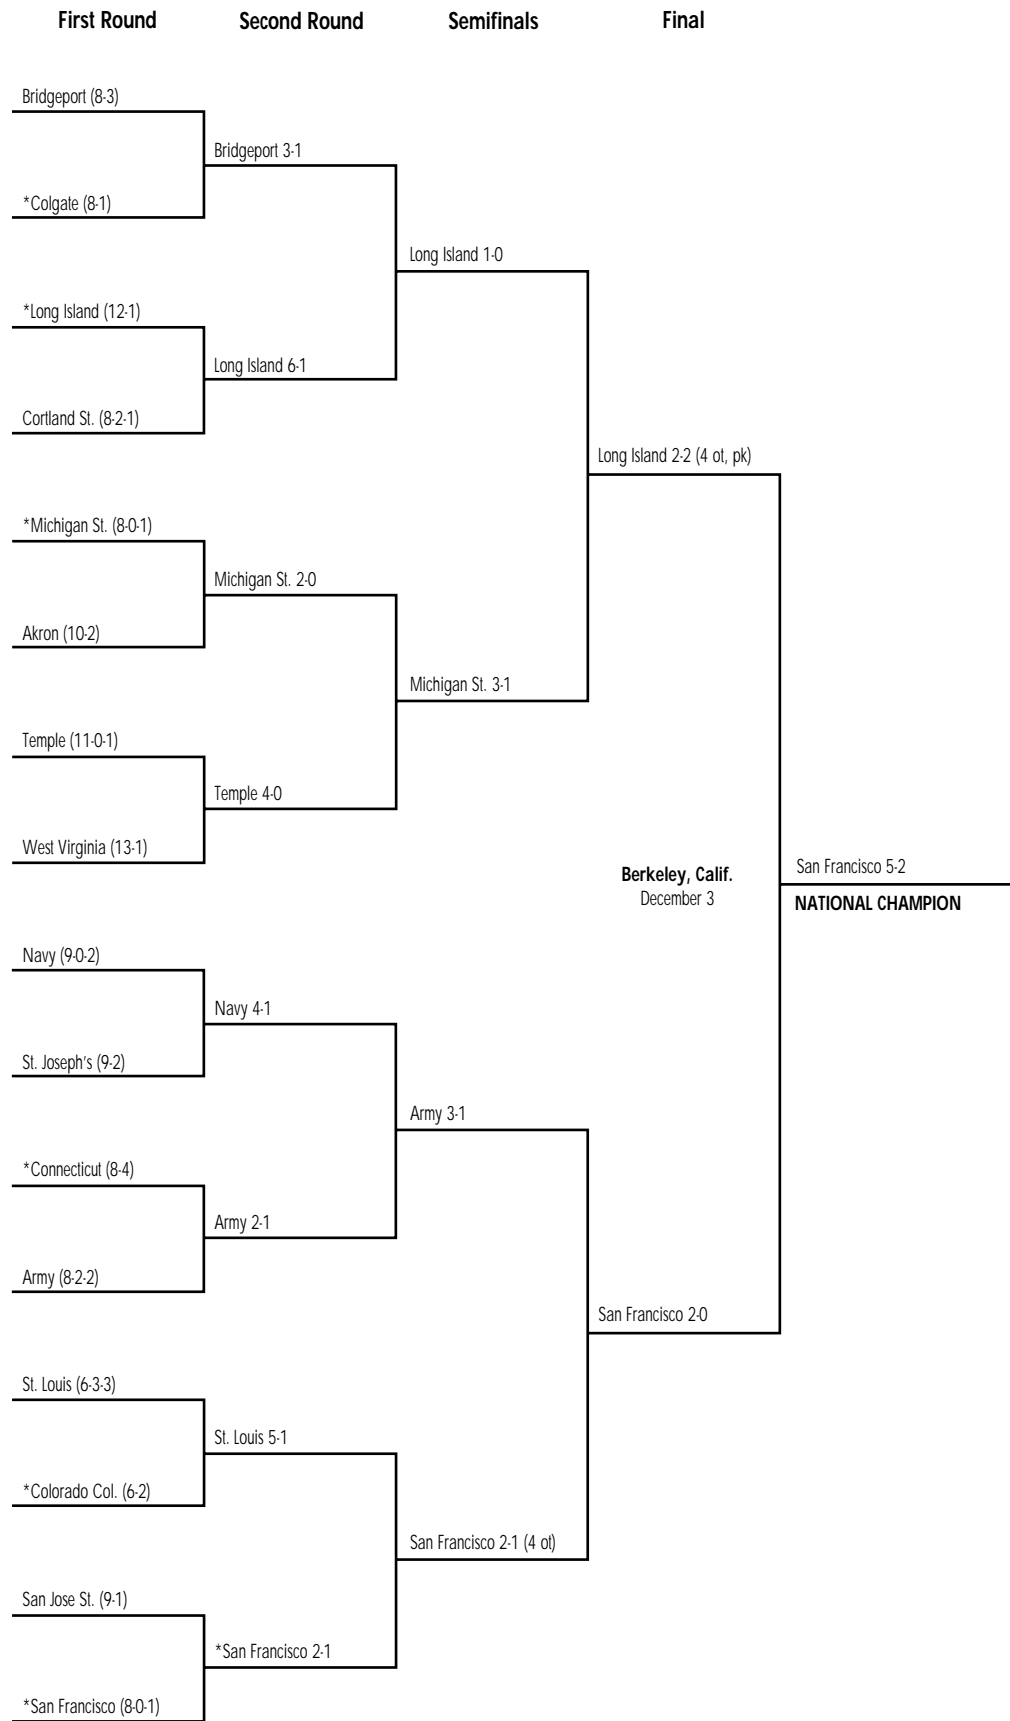 First Round
Second Round
Semifinals
Final
Bridgeport (8-3)
Bridgeport 3-1
*Colgate (8-1)
Long Island 1-0
*Long Island (12-1)
Long Island 6-1
Cortland St. (8-2-1)
Long Island 2-2 (4 ot, pk)
*Michigan St. (8-0-1)
Michigan St. 2-0
Akron (10-2)
Michigan St. 3-1
Temple (11-0-1)
Temple 4-0
West Virginia (13-1)
Berkeley, Calif.
December 3
San Francisco 5-2
NATIONAL CHAMPION
Navy (9-0-2)
Navy 4-1
St. Joseph's (9-2)
Army 3-1
*Connecticut (8-4)
Army 2-1
Army (8-2-2)
San Francisco 2-0
St. Louis (6-3-3)
St. Louis 5-1
*Colorado Col. (6-2)
San Francisco 2-1 (4 ot)
San Jose St. (9-1)
*San Francisco 2-1
*San Francisco (8-0-1)